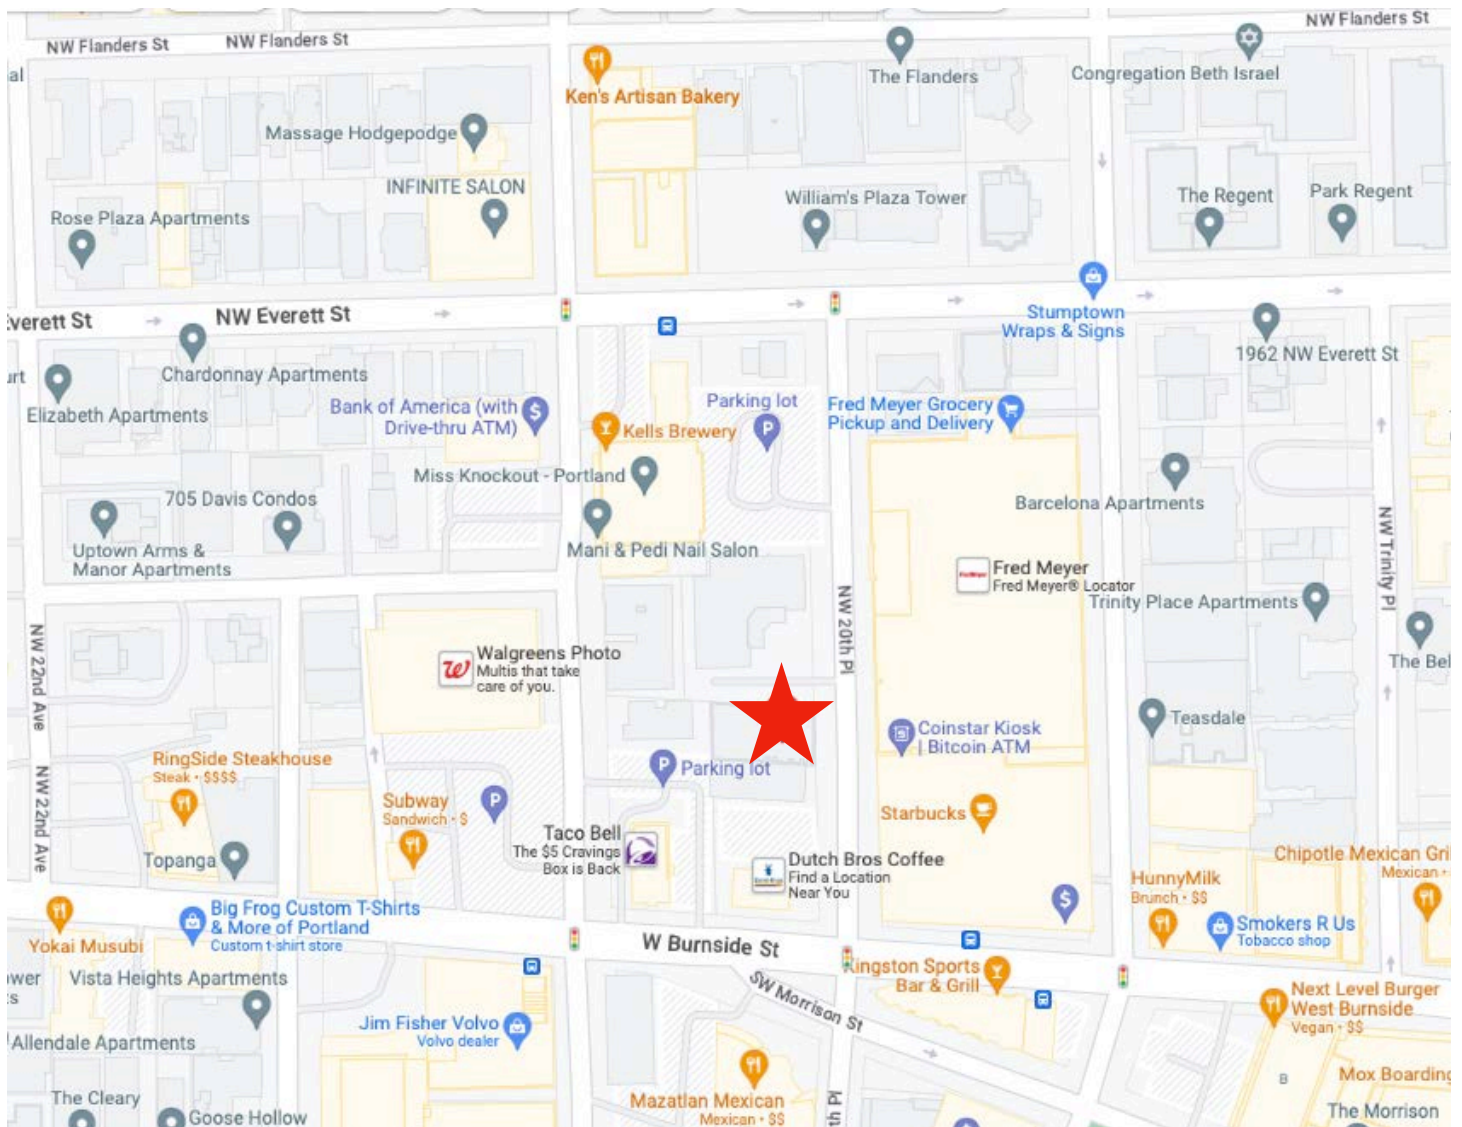 NW Flanders St
NW Flanders St
NW Flanders St
al
Ken's Artisan Bakery
The Flanders
Congregation Beth Israel
Massage Hodgepodge
INFINITE SALON
Rose Plaza Apartments
William's Plaza Tower
The Regent
Park Regent
Everett St
NW Everett St
Stumptown
Wraps & Signs
1962 NW Everett St
urt
Chardonnay Apartments
Elizabeth Apartments
Bank of America (with
Drive-thru ATM)
Kells Brewery
Parking lot
P
Fred Meyer Grocery
Pickup and Delivery
Miss Knockout - Portland
705 Davis Condos
Barcelona Apartments
Uptown Arms &
Manor Apartments
Mani & Pedi Nail Salon
Fred Meyer
Fred Meyer® Locator
NW Trinity Pl
NW 20th Pl
Trinity Place Apartments
NW 22nd Ave
Walgreens Photo
Multis that take
care of you.
The Bel
Teasdale
Coinstar Kiosk
| Bitcoin ATM
RingSide Steakhouse
Steak • $$$$
Parking lot
P
NW 22nd Ave
Subway
Sandwich • $
P
Starbucks
Taco Bell
The $5 Cravings
Box is Back
Topanga
Dutch Bros Coffee
Find a Location
Near You
Chipotle Mexican Gri
Mexican •
HunnyMilk
Brunch • $$
Big Frog Custom T-Shirts
& More of Portland
Custom t-shirt store
Smokers R Us
Tobacco shop
Yokai Musubi
W Burnside St
Kingston Sports
Bar & Grill
ower
ts
Vista Heights Apartments
SW Morrison St
Next Level Burger
West Burnside
Vegan • $$
Jim Fisher Volvo
Volvo dealer
Allendale Apartments
B
Mox Boarding
The Cleary
Goose Hollow
Mazatlan Mexican
Mexican • $$
th Pl
The Morrison